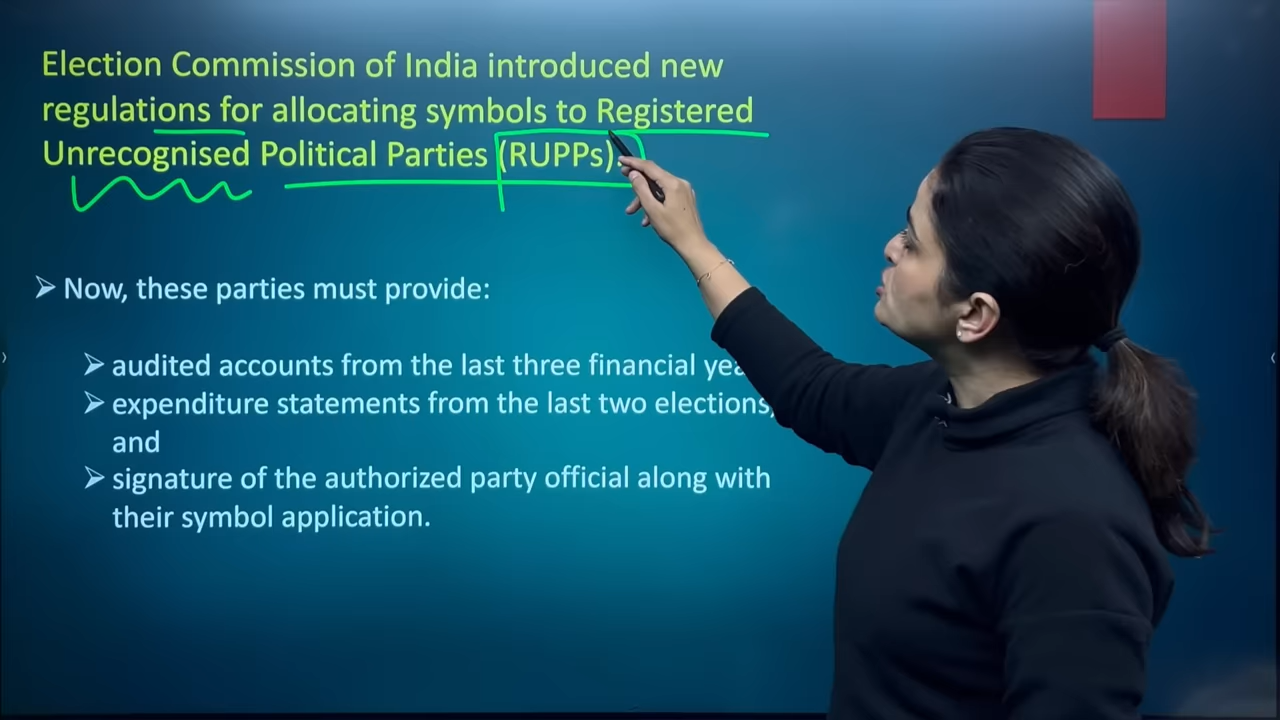 Election Commission of India introduced new
regulations for allocating symbols to Registered
Unrecognised Political Parties (RUPPs).
Now, these parties must provide:
audited accounts from the last three financial
expenditure statements from the last two elections,
and
signature of the authorized party official along with
their symbol application.